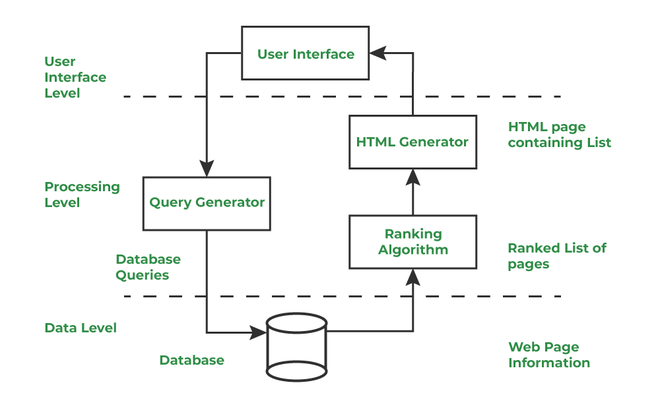 User
Interface
Level
User Interface
HTML Generator
HTML page
containing List
Processing
Level
Query Generator
Ranking
Algorithm
Ranked List of
pages
Database
Queries
Data Level
Database
Web Page
Information